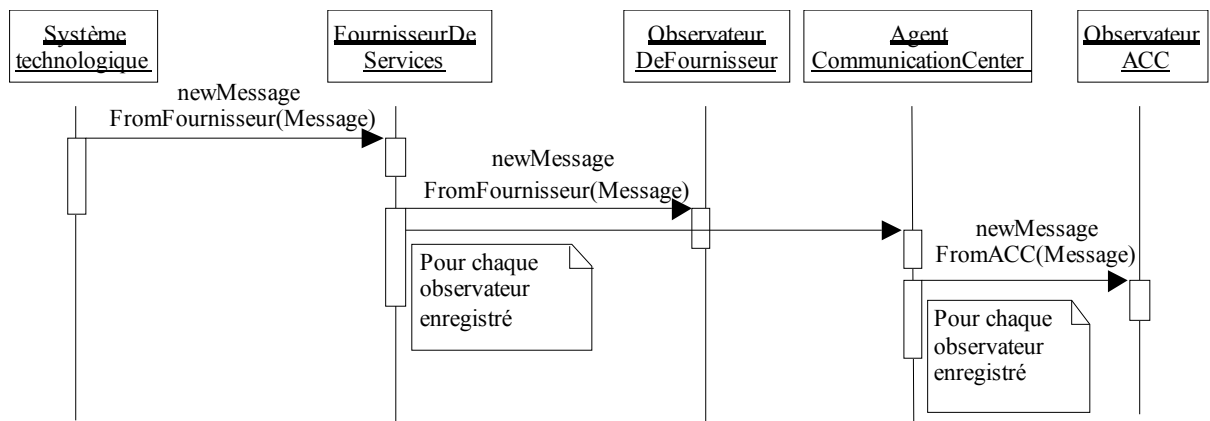 Système
technologique
FournisseurDe
Services
Observateur
DeFournisseur
Agent
CommunicationCenter
Observateur
ACC
newMessage
FromFournisseur(Message)
newMessage
FromFournisseur(Message)
newMessage
FromACC(Message)
Pour chaque
observateur
enregistré
Pour chaque
observateur
enregistré